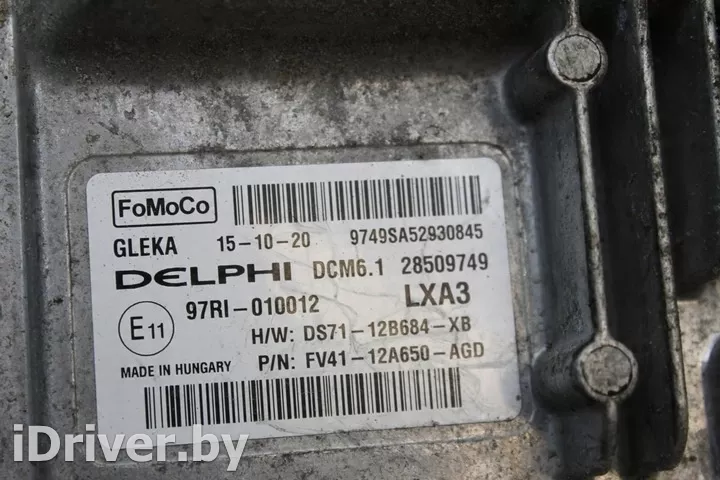 FoMoCo
GLEKA 15-10-20 9749SA52930845
DELPHI DCM6.1 28509749
97RI-010012 LXA3
E11
H/W: DS71-12B684-XB
MADE IN HUNGARY P/N: FV41-12A650-AGD
iDriver.by